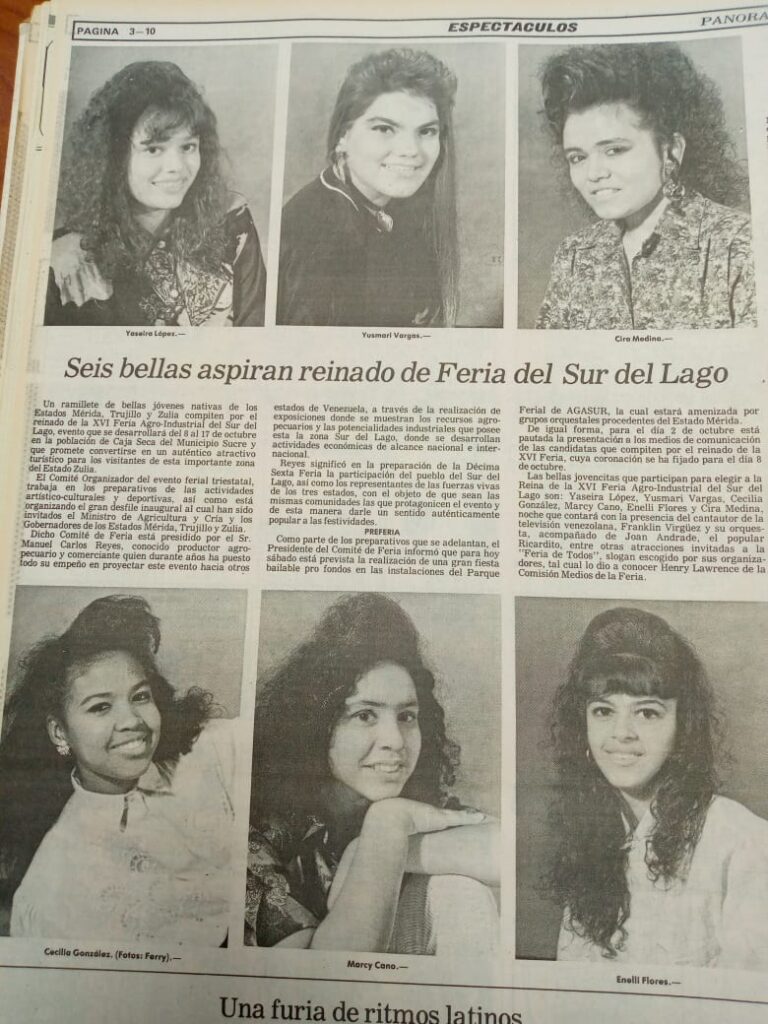 PAGINA 3—10
ESPECTACULOS
PANORA
Yaseira López.—
Yusmari Vargas.—
Cira Medina.—
Seis bellas aspiran reinado de Feria del Sur del Lago
Un ramillete de bellas jóvenes nativas de los
Estados Mérida, Trujillo y Zulia compiten por el
reinado de la XVI Feria Agro-Industrial del Sur del
Lago, evento que se desarrollará del 8 al 17 de octubre
en la población de Caja Seca del Municipio Sucre y
que promete convertirse en un auténtico atractivo
turístico para los visitantes de esta importante zona
del Estado Zulia.
El Comité Organizador del evento ferial triestatal,
trabaja en los preparativos de las actividades
artístico-culturales y deportivas, así como está
organizando el gran desfile inaugural al cual han sido
invitados el Ministro de Agricultura y Cría y los
Gobernadores de los Estados Mérida, Trujillo y Zulia.
Dicho Comité de Feria está presidido por el Sr.
Manuel Carlos Reyes, conocido productor agro-
pecuario y comerciante quien durante años ha puesto
todo su empeño en proyectar este evento hacia otros
estados de Venezuela, a través de la realización de
exposiciones donde se muestran los recursos agro-
pecuarios y las potencialidades industriales que posee
esta la zona Sur del Lago, donde se desarrollan
actividades económicas de alcance nacional e inter-
nacional.
Reyes significó en la preparación de la Décima
Sexta Feria la participación del pueblo del Sur del
Lago, así como los representantes de las fuerzas vivas
de los tres estados, con el objeto de que sean las
mismas comunidades las que protagonicen el evento y
de esta manera darle un sentido auténticamente
popular a las festividades.
PREFERIA
Como parte de los preparativos que se adelantan, el
Presidente del Comité de Feria informó que para hoy
sábado está prevista la realización de una gran fiesta
bailable pro fondos en las instalaciones del Parque
Ferial de AGASUR, la cual estará amenizada por
grupos orquestales procedentes del Estado Mérida.
De igual forma, para el día 2 de octubre está
pautada la presentación a los medios de comunicación
de las candidatas que compiten por el reinado de la
XVI Feria, cuya coronación se ha fijado para el día 8
de octubre.
Las bellas jovencitas que participan para elegir a la
Reina de la XVI Feria Agro-Industrial del Sur del
Lago son: Yaseira López, Yusmari Vargas, Cecilia
González, Marcy Cano, Enelli Flores y Cira Medina,
noche que contará con la presencia del cantautor de la
televisión venezolana, Franklin Virgüez y su orques-
ta, acompañado de Joan Andrade, el popular
Ricardito, entre otras atracciones invitadas a la
"Feria de Todos", slogan escogido por sus organiza-
dores, tal cual lo dio a conocer Henry Lawrence de la
Comisión Medios de la Feria.
Cecilia González. (Fotos: Ferry).—
Marcy Cano.—
Enelli Flores.—
Una furia de ritmos latinos